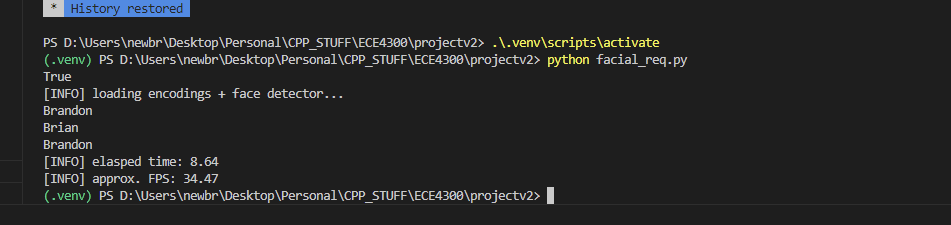 * History restored
PS D:\Users\newbr\Desktop\Personal\CPP_STUFF\ECE4300\projectv2> .\.venv\scripts\activate
(.venv) PS D:\Users\newbr\Desktop\Personal\CPP_STUFF\ECE4300\projectv2> python facial_req.py
True
[INFO] loading encodings + face detector...
Brandon
Brian
Brandon
[INFO] elasped time: 8.64
[INFO] approx. FPS: 34.47
(.venv) PS D:\Users\newbr\Desktop\Personal\CPP_STUFF\ECE4300\projectv2>